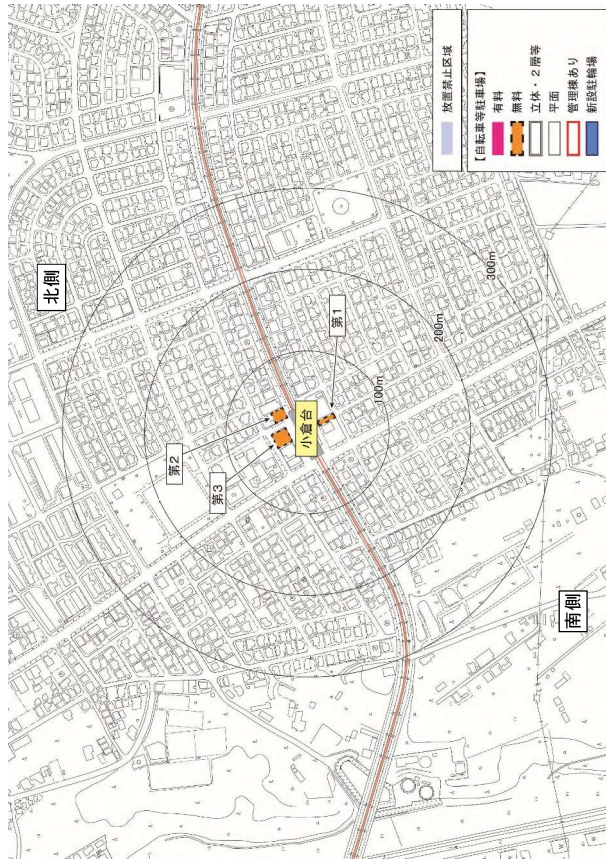 北側
第2
第3
小倉台
第1
100m
200m
300m
南側
放置禁止区域
【自転車等駐車場】
有料
無料
立体・2層等
平面
管理棟あり
新設駐輪場